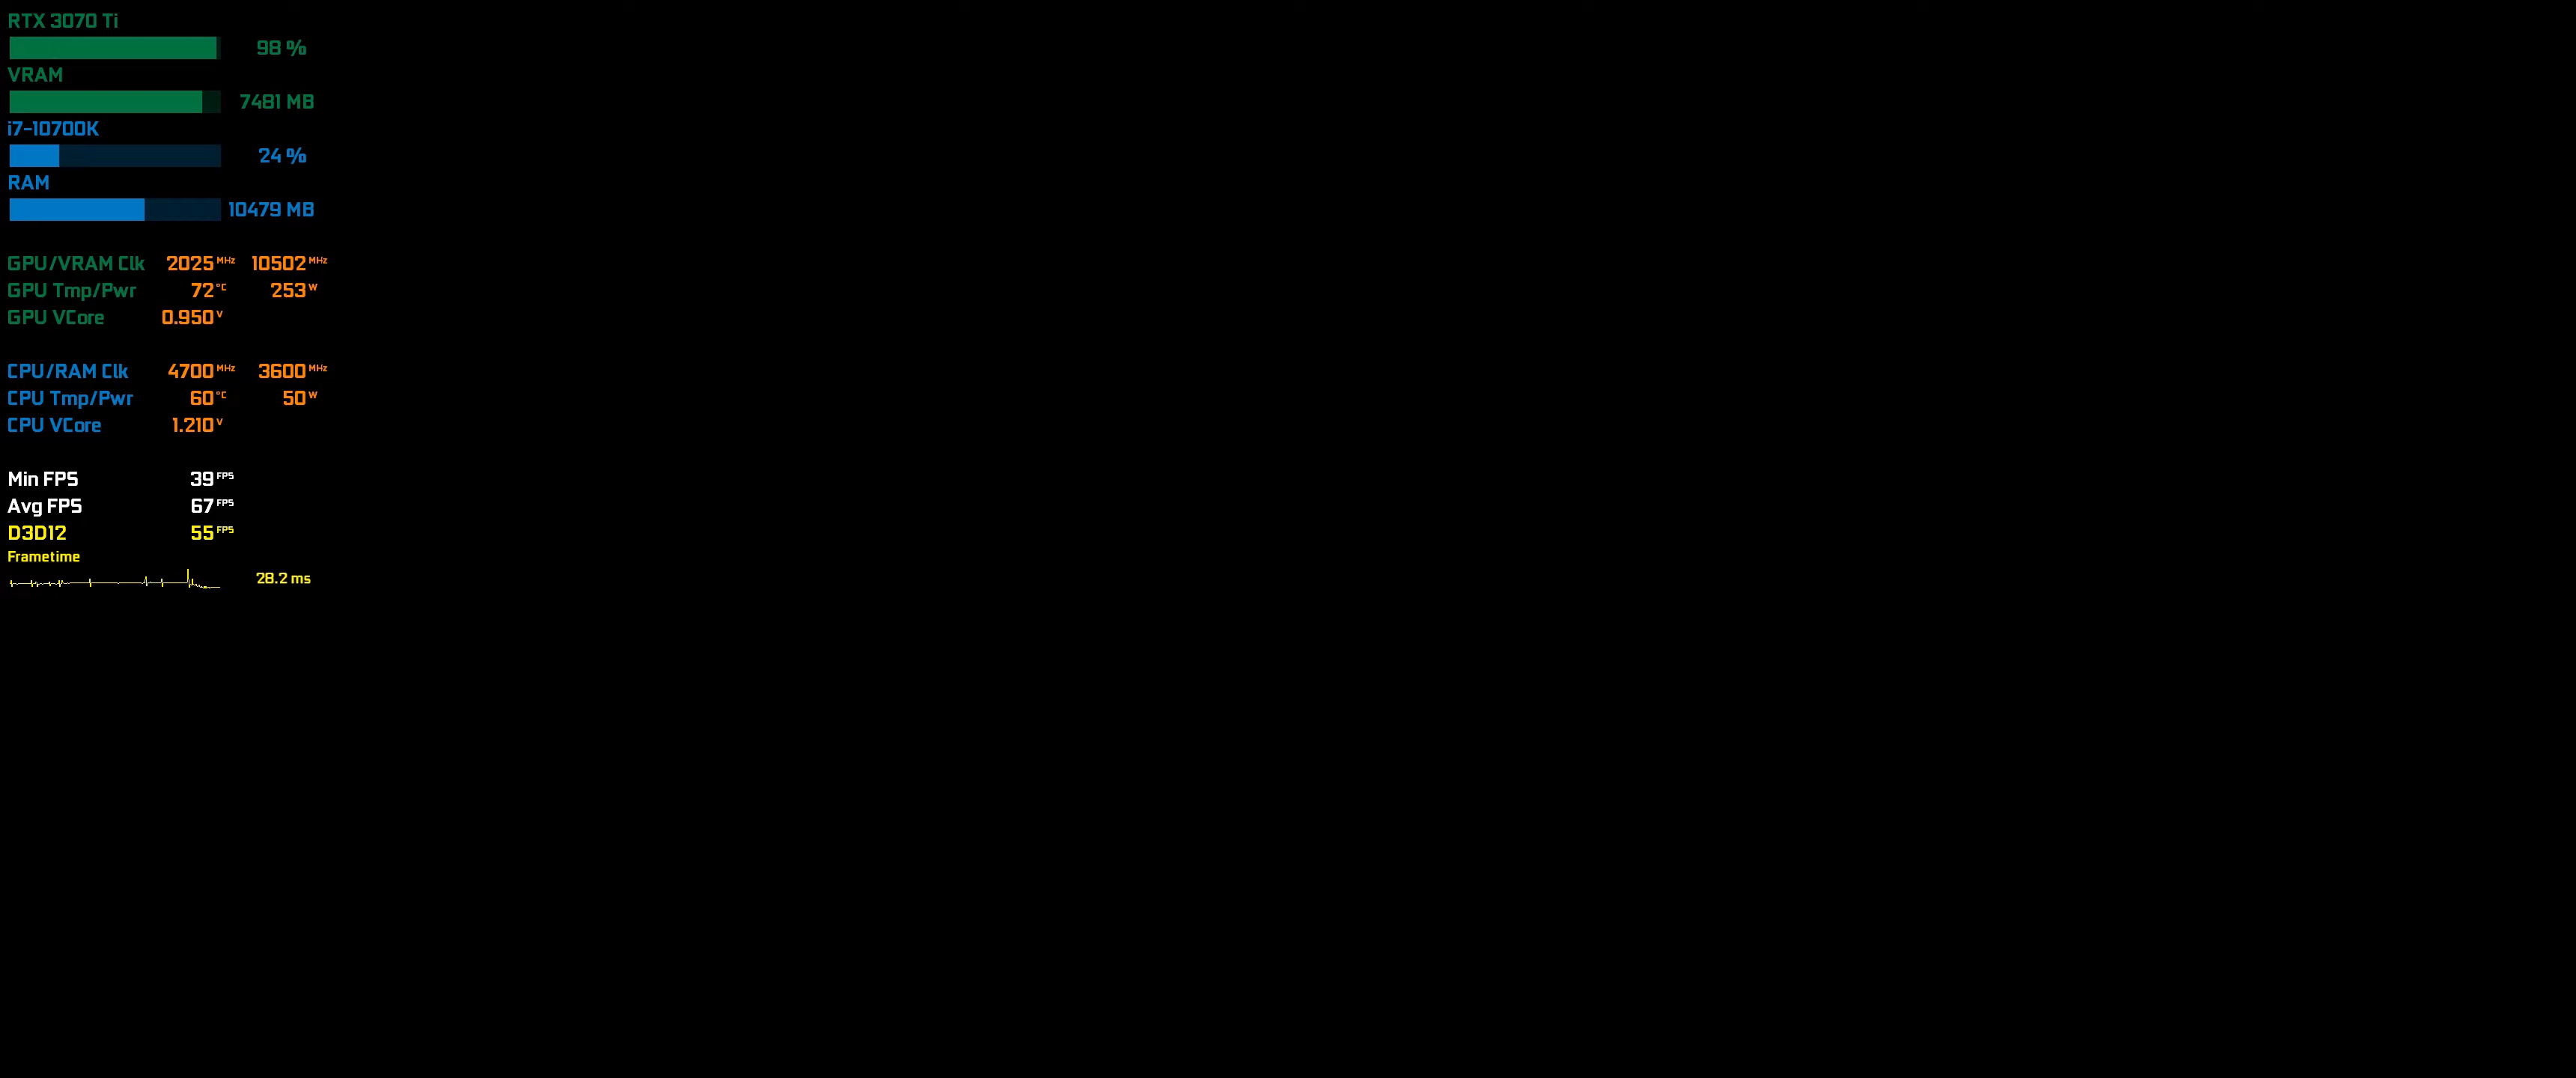 RTX 3070 Ti
98 %
VRAM
7481 MB
i7-10700K
24 %
RAM
10479 MB
GPU/VRAM Clk 2025 MHz 10502 MHz
GPU Tmp/Pwr 72 °C 253 W
GPU VCore 0.950 V
CPU/RAM Clk 4700 MHz 3600 MHz
CPU Tmp/Pwr 60 °C 50 W
CPU VCore 1.210 V
Min FPS 39 FPS
Avg FPS 67 FPS
D3D12 55 FPS
Frametime
28.2 ms